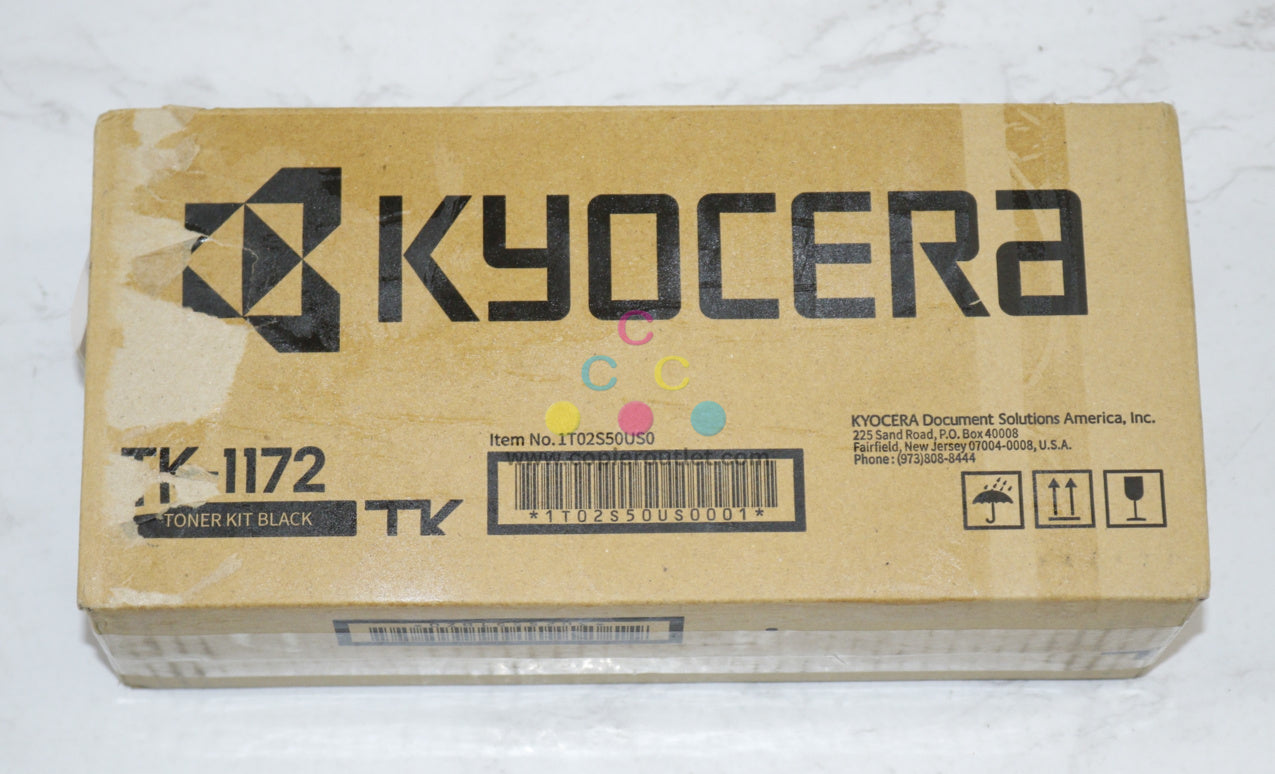 KYOCERA
C
C C
Item No. 1T02S50US0
www.copieroutlet.com
*1T02S50US0001*
KYOCERA Document Solutions America, Inc.
225 Sand Road, P.O. Box 40008
Fairfield, New Jersey 07004-0008, U.S.A.
Phone : (973)808-8444
TK-1172
TONER KIT BLACK
TK